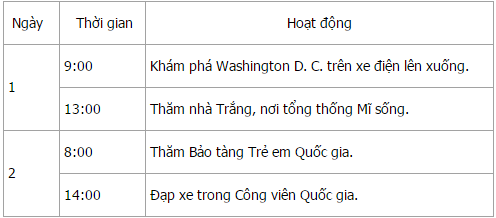 Ngày Thời gian Hoạt động
1 9:00 Khám phá Washington D. C. trên xe điện lên xuống.
13:00 Thăm nhà Trắng, nơi tổng thống Mĩ sống.
2 8:00 Thăm Bảo tàng Trẻ em Quốc gia.
14:00 Đạp xe trong Công viên Quốc gia.